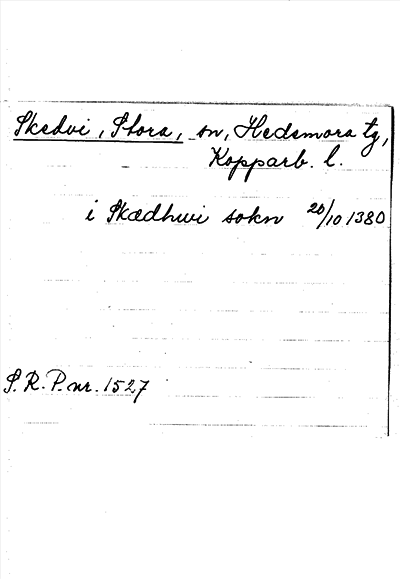 Skedvi, Stora, sn, Hedemora tg,
Kopparb. l.
i Skædhwi sokn 20/10 1380
S. R. P. nr. 1527